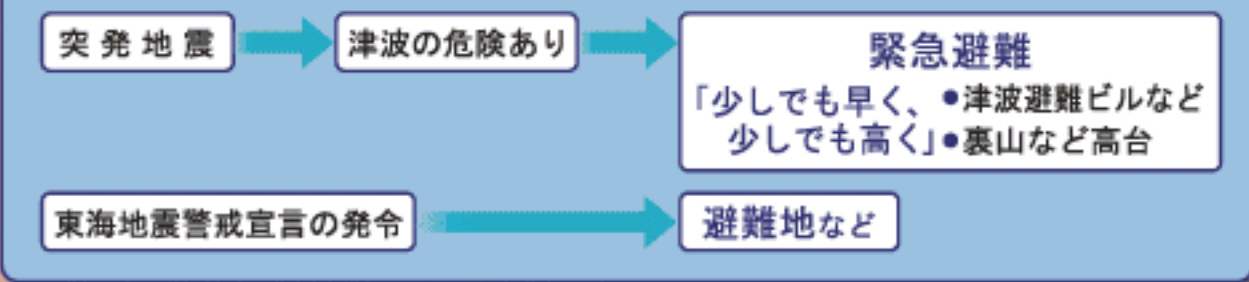 突発地震
津波の危険あり
緊急避難
「少しでも早く、
少しでも高く」
●津波避難ビルなど
●裏山など高台
東海地震警戒宣言の発令
避難地など